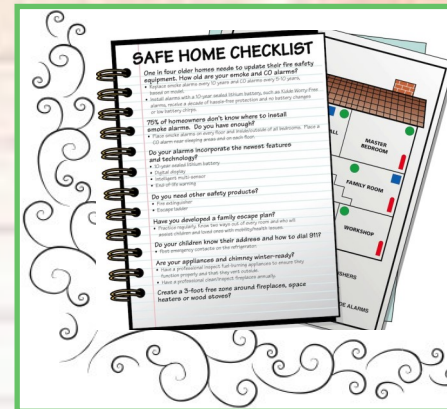 SAFE HOME CHECKLIST
One in four older homes needs to update their fire safety
equipment. How old are your smoke and CO alarms?
• Replace smoke alarms every 10 years and CO alarms every 5-10 years,
based on model.
• Install alarms with a 10-year sealed lithium battery, such as Kidde Worry-Free
alarms, receive a decade of hassle-free protection and no battery changes
or low battery chirps.
75% of homeowners don't know where to install
smoke alarms. Do you have enough?
• Place smoke alarms on every floor and inside/outside of all bedrooms. Place a
CO alarm near sleeping areas and on each floor.
Do your alarms incorporate the newest features
and technology?
• 10-year sealed lithium battery
• Digital display
• Intelligent multi-sensor
• End-of-life warning
Do you need other safety products?
• Fire extinguisher
• Escape ladder
Have you developed a family escape plan?
• Practice regularly. Know two ways out of every room and who will
assist children and loved ones with mobility/health issues.
Do your children know their address and how to dial 911?
• Post emergency contacts on the refrigerator.
Are your appliances and chimney winter-ready?
• Have a professional inspect fuel-burning appliances to ensure they
function properly and that they vent outside.
• Have a professional clean/inspect fireplaces annually.
Create a 3-foot free zone around fireplaces, space
heaters or wood stoves?
MASTER
BEDROOM
FAMILY ROOM
WORKSHOP
ALARMS